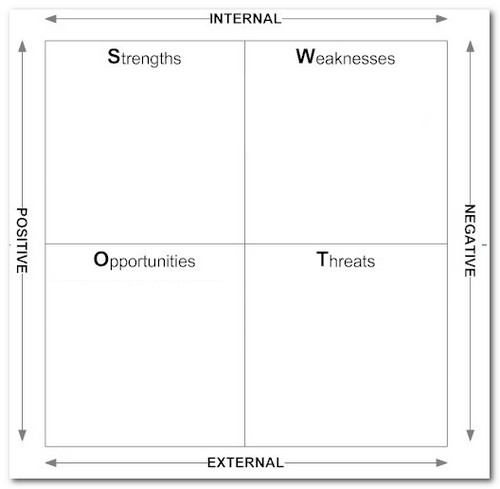 INTERNAL
Strengths
Weaknesses
POSITIVE
NEGATIVE
Opportunities
Threats
EXTERNAL